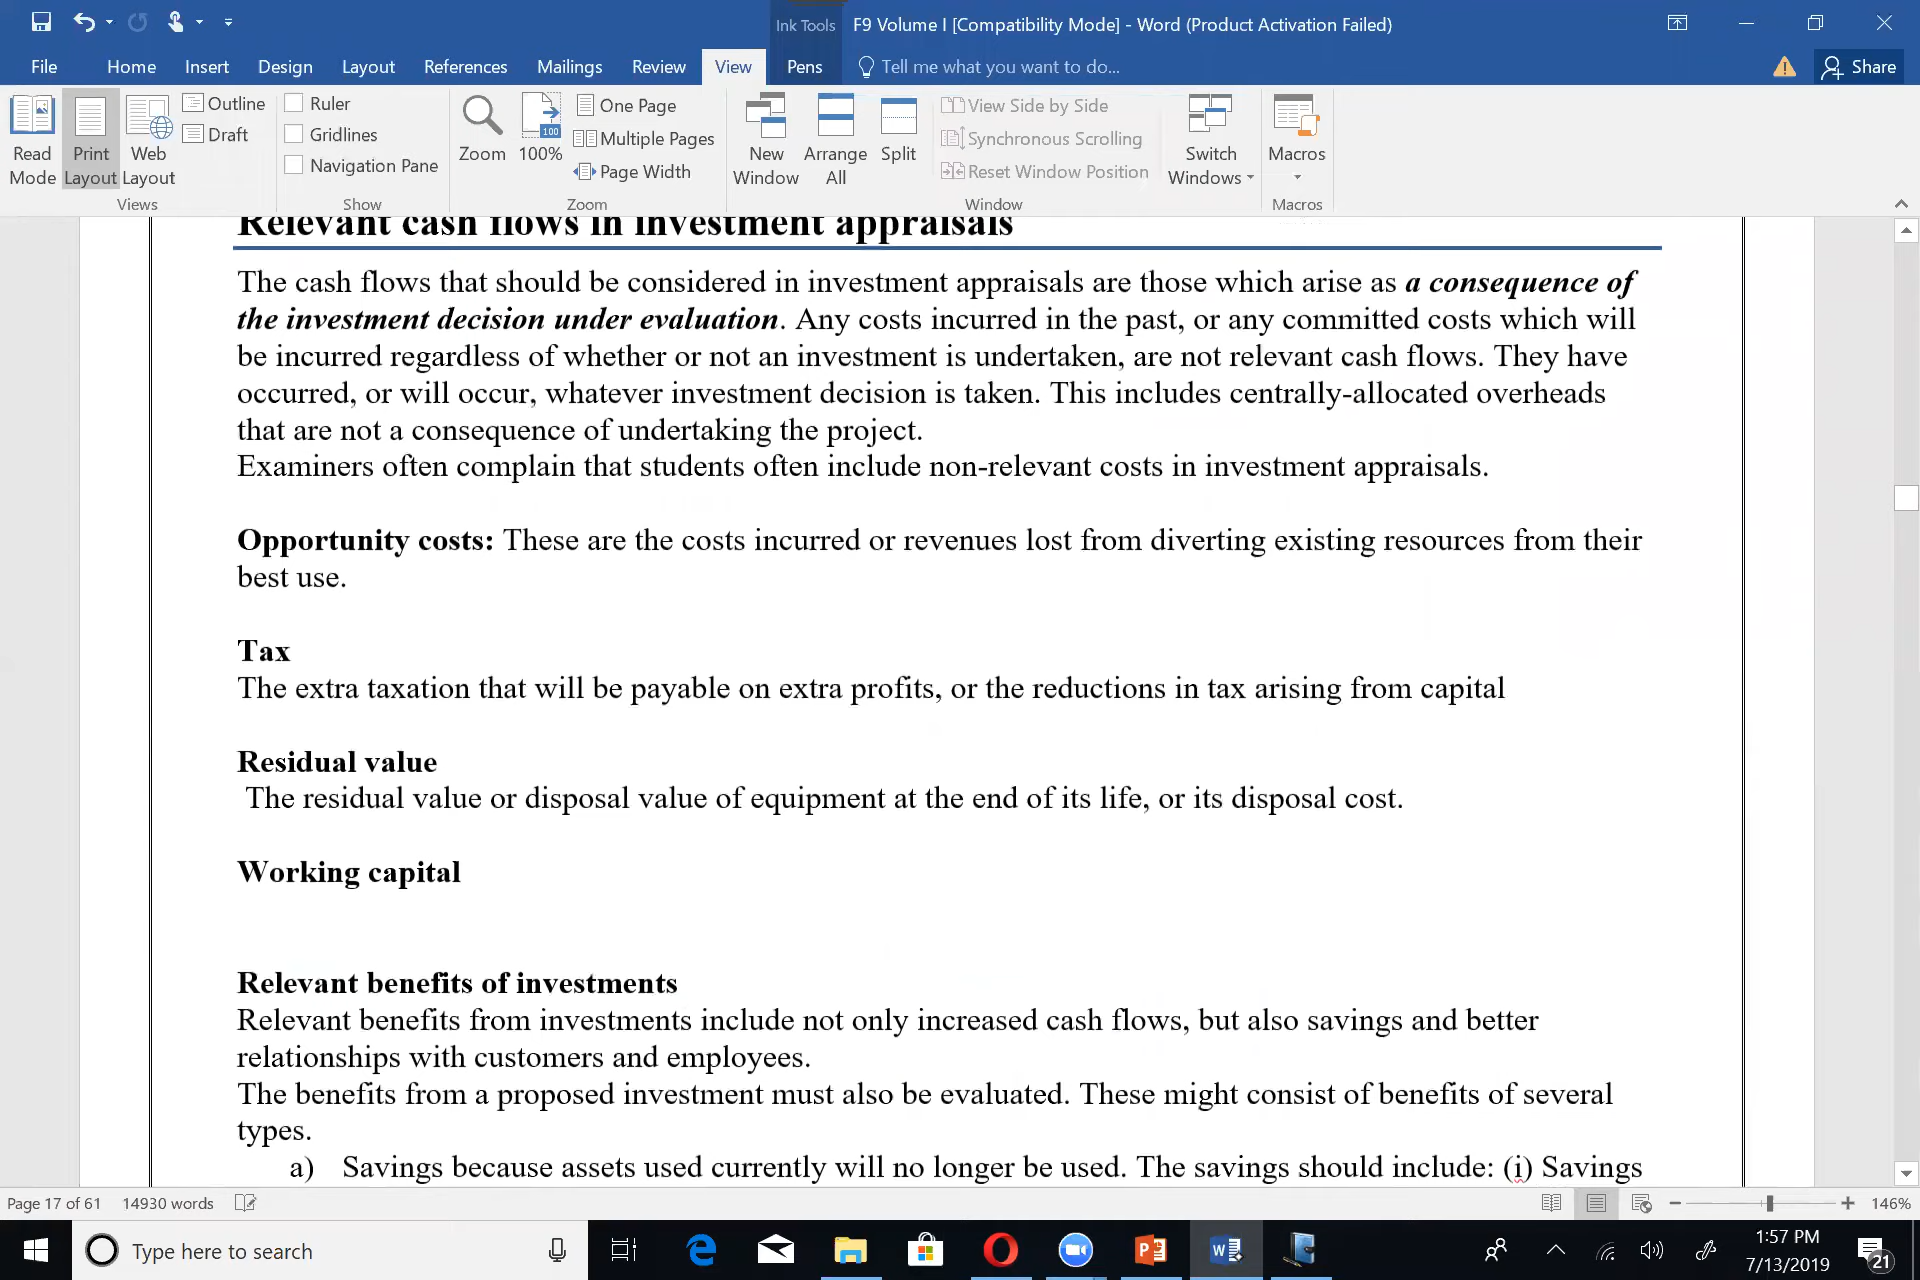 Ink Tools
F9 Volume I [Compatibility Mode] - Word (Product Activation Failed)
File Home Insert Design Layout References Mailings Review View Pens Tell me what you want to do... Share
Read Mode
Print Layout
Web Layout
Outline
Draft
Views
Ruler
Gridlines
Navigation Pane
Show
Zoom
100
100%
One Page
Multiple Pages
Page Width
Zoom
New Window
Arrange All
Split
View Side by Side
Synchronous Scrolling
Reset Window Position
Window
Switch Windows
Macros
Macros
Relevant cash flows in investment appraisals
The cash flows that should be considered in investment appraisals are those which arise as a consequence of
the investment decision under evaluation. Any costs incurred in the past, or any committed costs which will
be incurred regardless of whether or not an investment is undertaken, are not relevant cash flows. They have
occurred, or will occur, whatever investment decision is taken. This includes centrally-allocated overheads
that are not a consequence of undertaking the project.
Examiners often complain that students often include non-relevant costs in investment appraisals.
Opportunity costs: These are the costs incurred or revenues lost from diverting existing resources from their
best use.
Tax
The extra taxation that will be payable on extra profits, or the reductions in tax arising from capital
Residual value
The residual value or disposal value of equipment at the end of its life, or its disposal cost.
Working capital
Relevant benefits of investments
Relevant benefits from investments include not only increased cash flows, but also savings and better
relationships with customers and employees.
The benefits from a proposed investment must also be evaluated. These might consist of benefits of several
types.
a) Savings because assets used currently will no longer be used. The savings should include: (i) Savings
Page 17 of 61 14930 words 146%
Type here to search
1:57 PM
7/13/2019
21